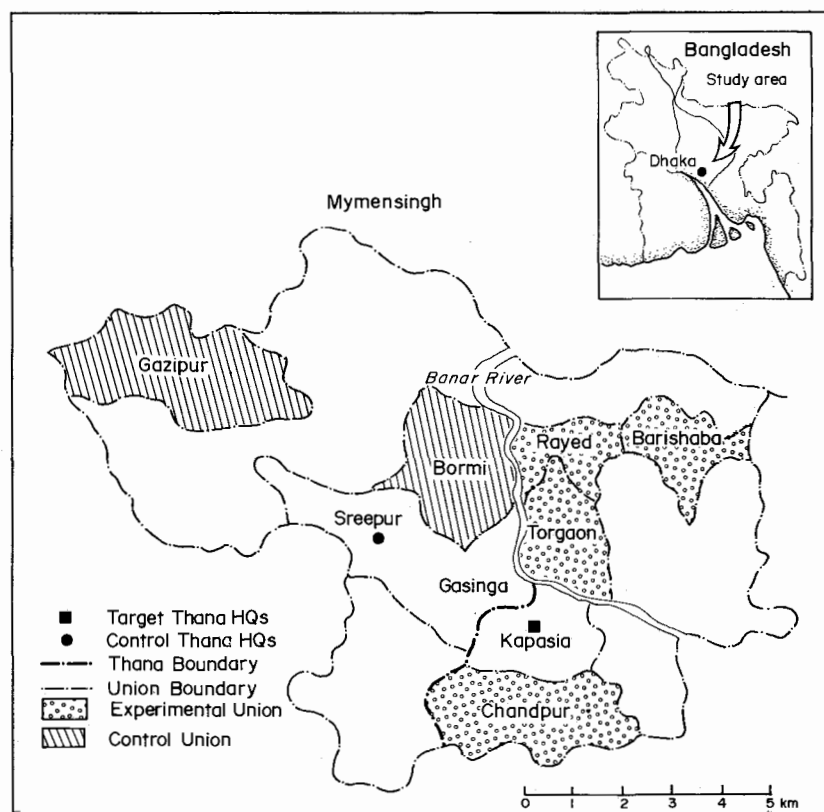 Bangladesh
Study area
Dhaka
Mymensingh
Gazipur
Banar River
Rayed
Barishaba
Bormi
Torgaon
Sreepur
Gasinga
Kapasia
Chandpur
Target Thana HQs
Control Thana HQs
Thana Boundary
Union Boundary
Experimental Union
Control Union
0 1 2 3 4 5 km